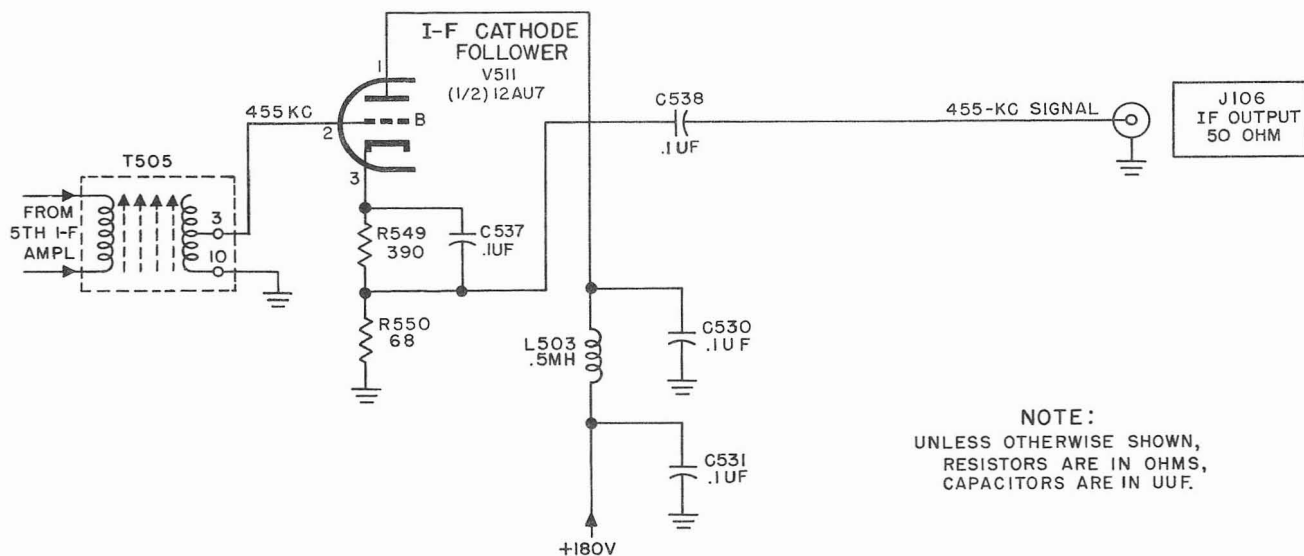 I-F CATHODE
FOLLOWER
V511
(1/2) 12AU7
1
455KC
2
B
3
T505
FROM
5TH I-F
AMPL
3
10
R549
390
C537
.1UF
R550
68
C538
.1UF
455-KC SIGNAL
J106
IF OUTPUT
50 OHM
L503
.5MH
C530
.1UF
C531
.1UF
+180V
NOTE:
UNLESS OTHERWISE SHOWN,
RESISTORS ARE IN OHMS,
CAPACITORS ARE IN UUF.